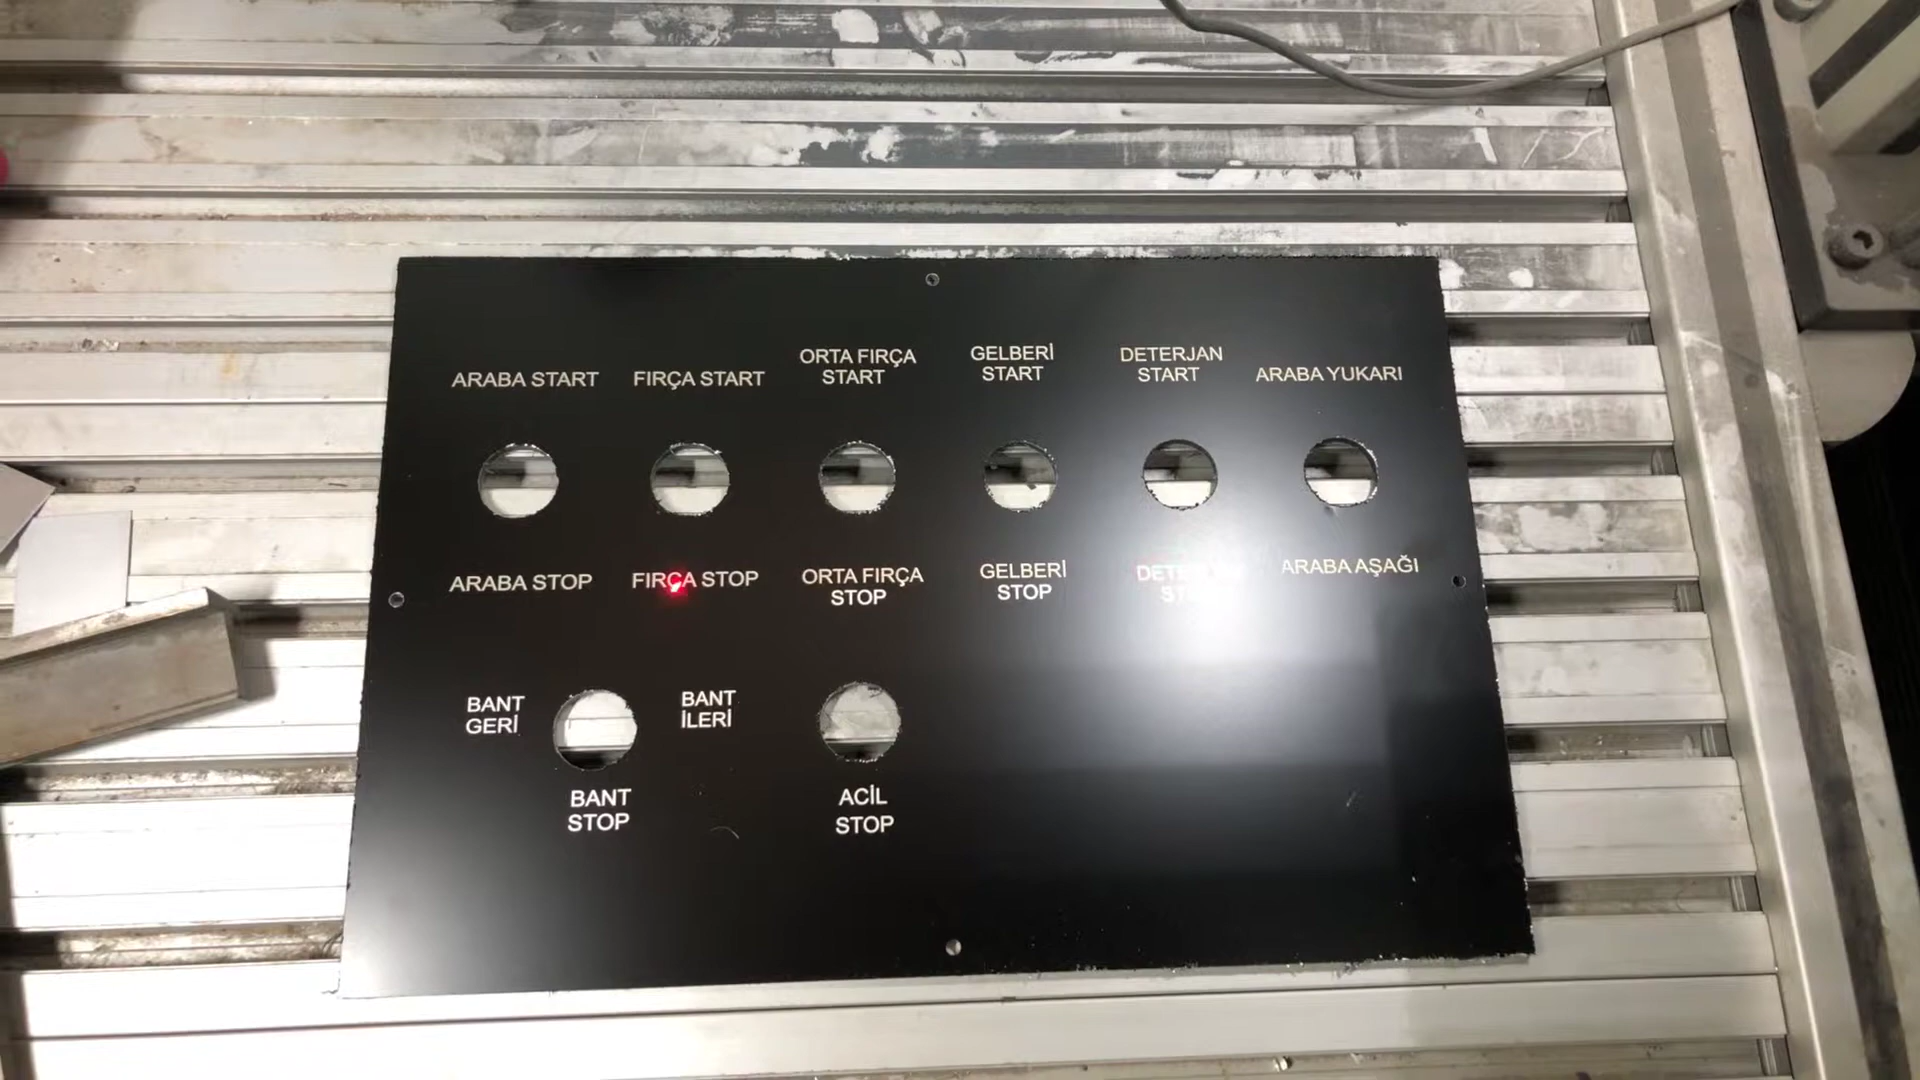 ARABA START
FIRÇA START
ORTA FIRÇA
START
GELBERİ
START
DETERJAN
START
ARABA YUKARI
ARABA STOP
FIRÇA STOP
ORTA FIRÇA
STOP
GELBERİ
STOP
ARABA AŞAĞI
BANT
GERİ
BANT
İLERİ
BANT
STOP
ACİL
STOP